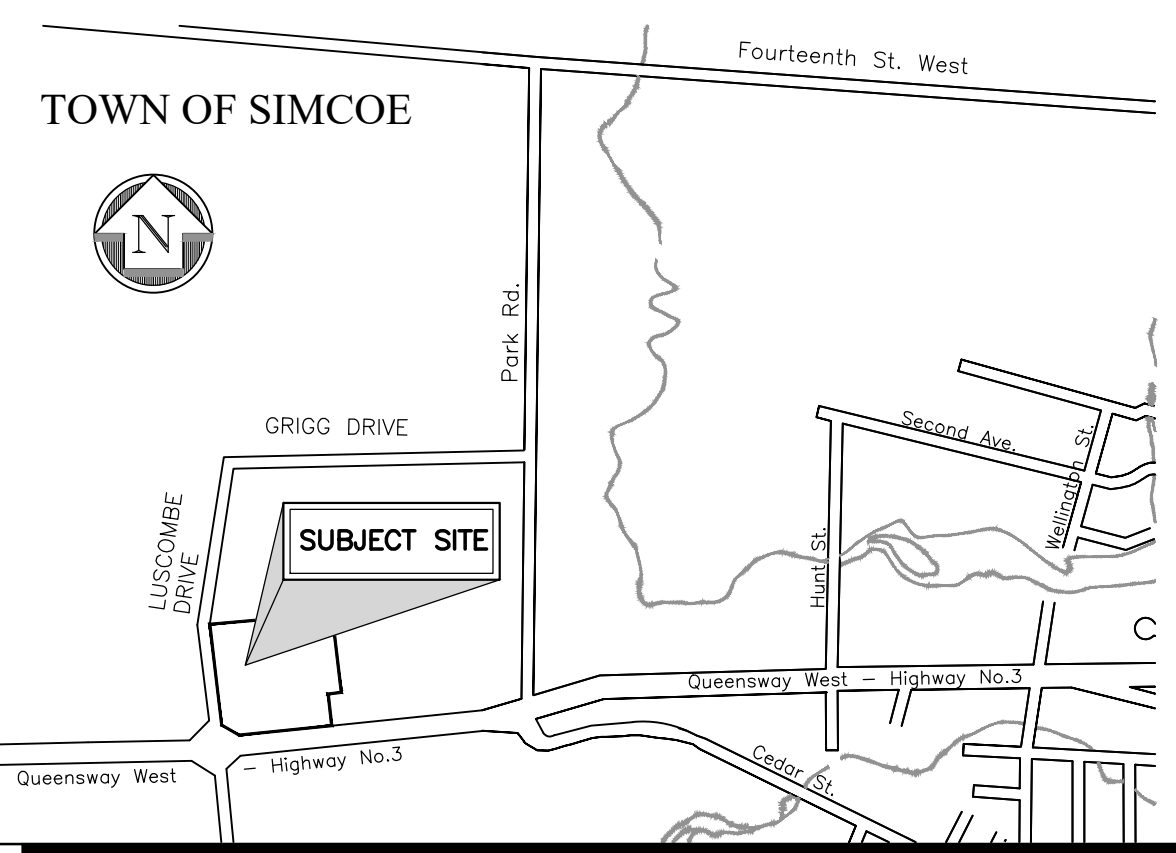 Fourteenth St. West
TOWN OF SIMCOE
N
Park Rd.
GRIGG DRIVE
Second Ave.
Wellington St.
LUSCOMBE
DRIVE
SUBJECT SITE
Hunt St.
Queensway West – Highway No.3
Queensway West – Highway No.3
Cedar St.